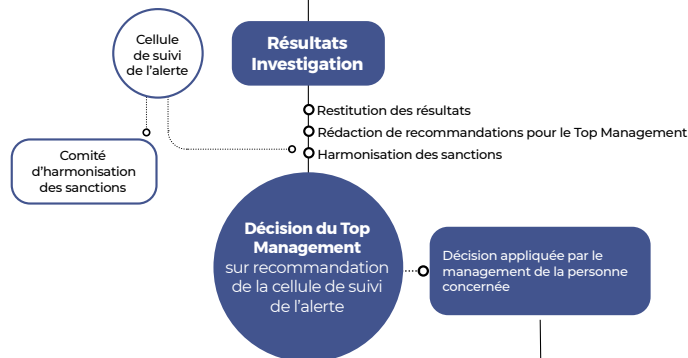 Cellule
de suivi
de l'alerte
Résultats
Investigation
Restitution des résultats
Rédaction de recommandations pour le Top Management
Harmonisation des sanctions
Comité
d'harmonisation
des sanctions
Décision du Top
Management
sur recommandation
de la cellule de suivi
de l'alerte
Décision appliquée par le
management de la personne
concernée